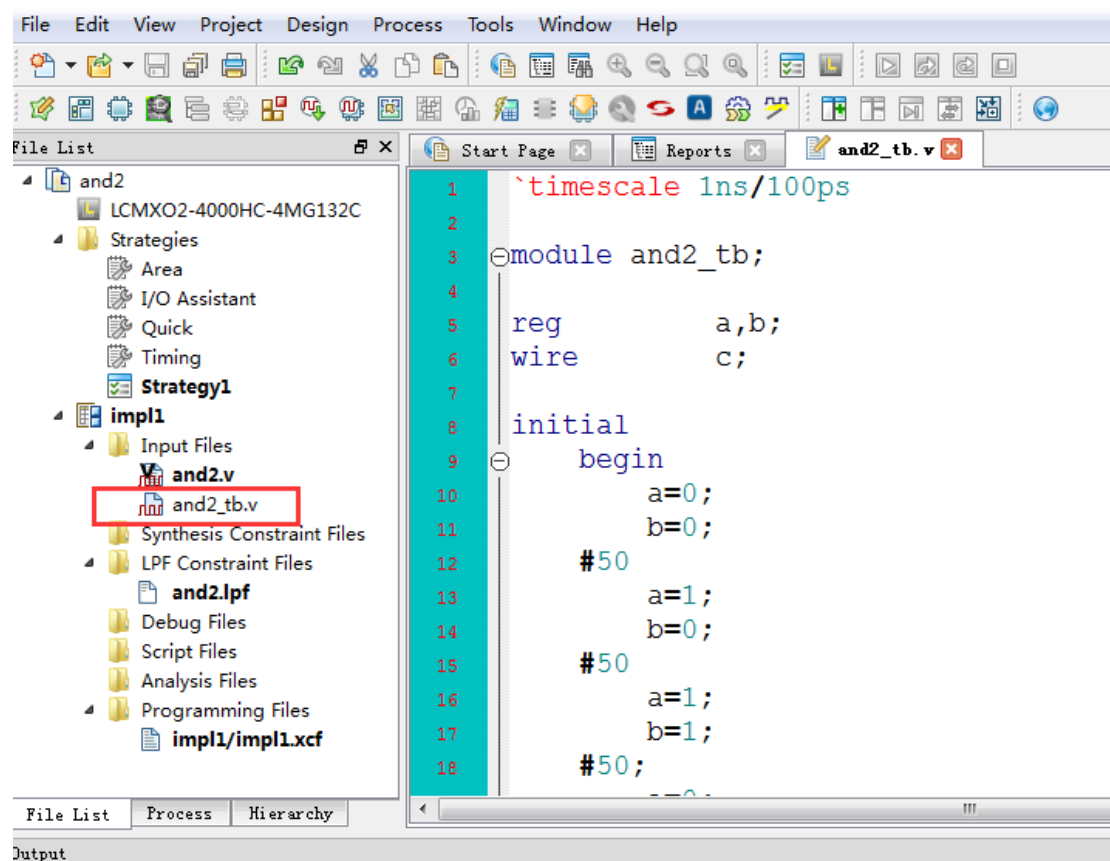 File Edit View Project Design Process Tools Window Help
File List
Start Page Reports and2_tb.v
and2
LCMXO2-4000HC-4MG132C
Strategies
Area
I/O Assistant
Quick
Timing
Strategy1
impl1
Input Files
and2.v
and2_tb.v
Synthesis Constraint Files
LPF Constraint Files
and2.lpf
Debug Files
Script Files
Analysis Files
Programming Files
impl1/impl1.xcf
File List Process Hierarchy
1 `timescale 1ns/100ps
2
3 module and2_tb;
4
5 reg a,b;
6 wire c;
7
8 initial
9 begin
10 a=0;
11 b=0;
12 #50
13 a=1;
14 b=0;
15 #50
16 a=1;
17 b=1;
18 #50;
Output